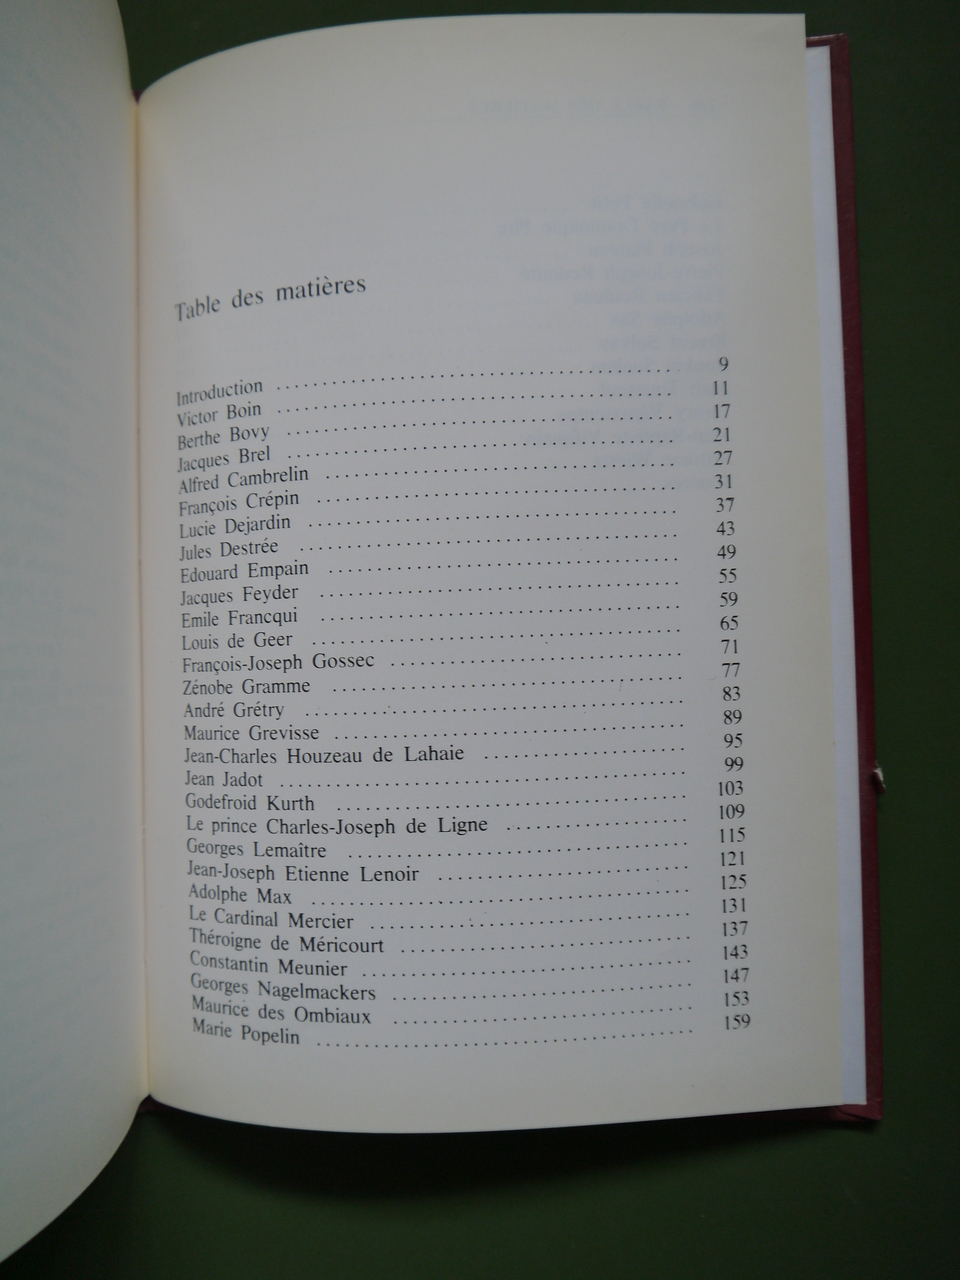 Table des matières
Introduction 9
Victor Boin 11
Berthe Bovy 17
Jacques Brel 21
Alfred Cambrelin 27
François Crépin 31
Lucie Dejardin 37
Jules Destrée 43
Edouard Empain 49
Jacques Feyder 55
Emile Francqui 59
Louis de Geer 65
François-Joseph Gossec 71
Zénobe Gramme 77
André Grétry 83
Maurice Grevisse 89
Jean-Charles Houzeau de Lahaie 95
Jean Jadot 99
Godefroid Kurth 103
Le prince Charles-Joseph de Ligne 109
Georges Lemaître 115
Jean-Joseph Etienne Lenoir 121
Adolphe Max 125
Le Cardinal Mercier 131
Théroigne de Méricourt 137
Constantin Meunier 143
Georges Nagelmackers 147
Maurice des Ombiaux 153
Marie Popelin 159